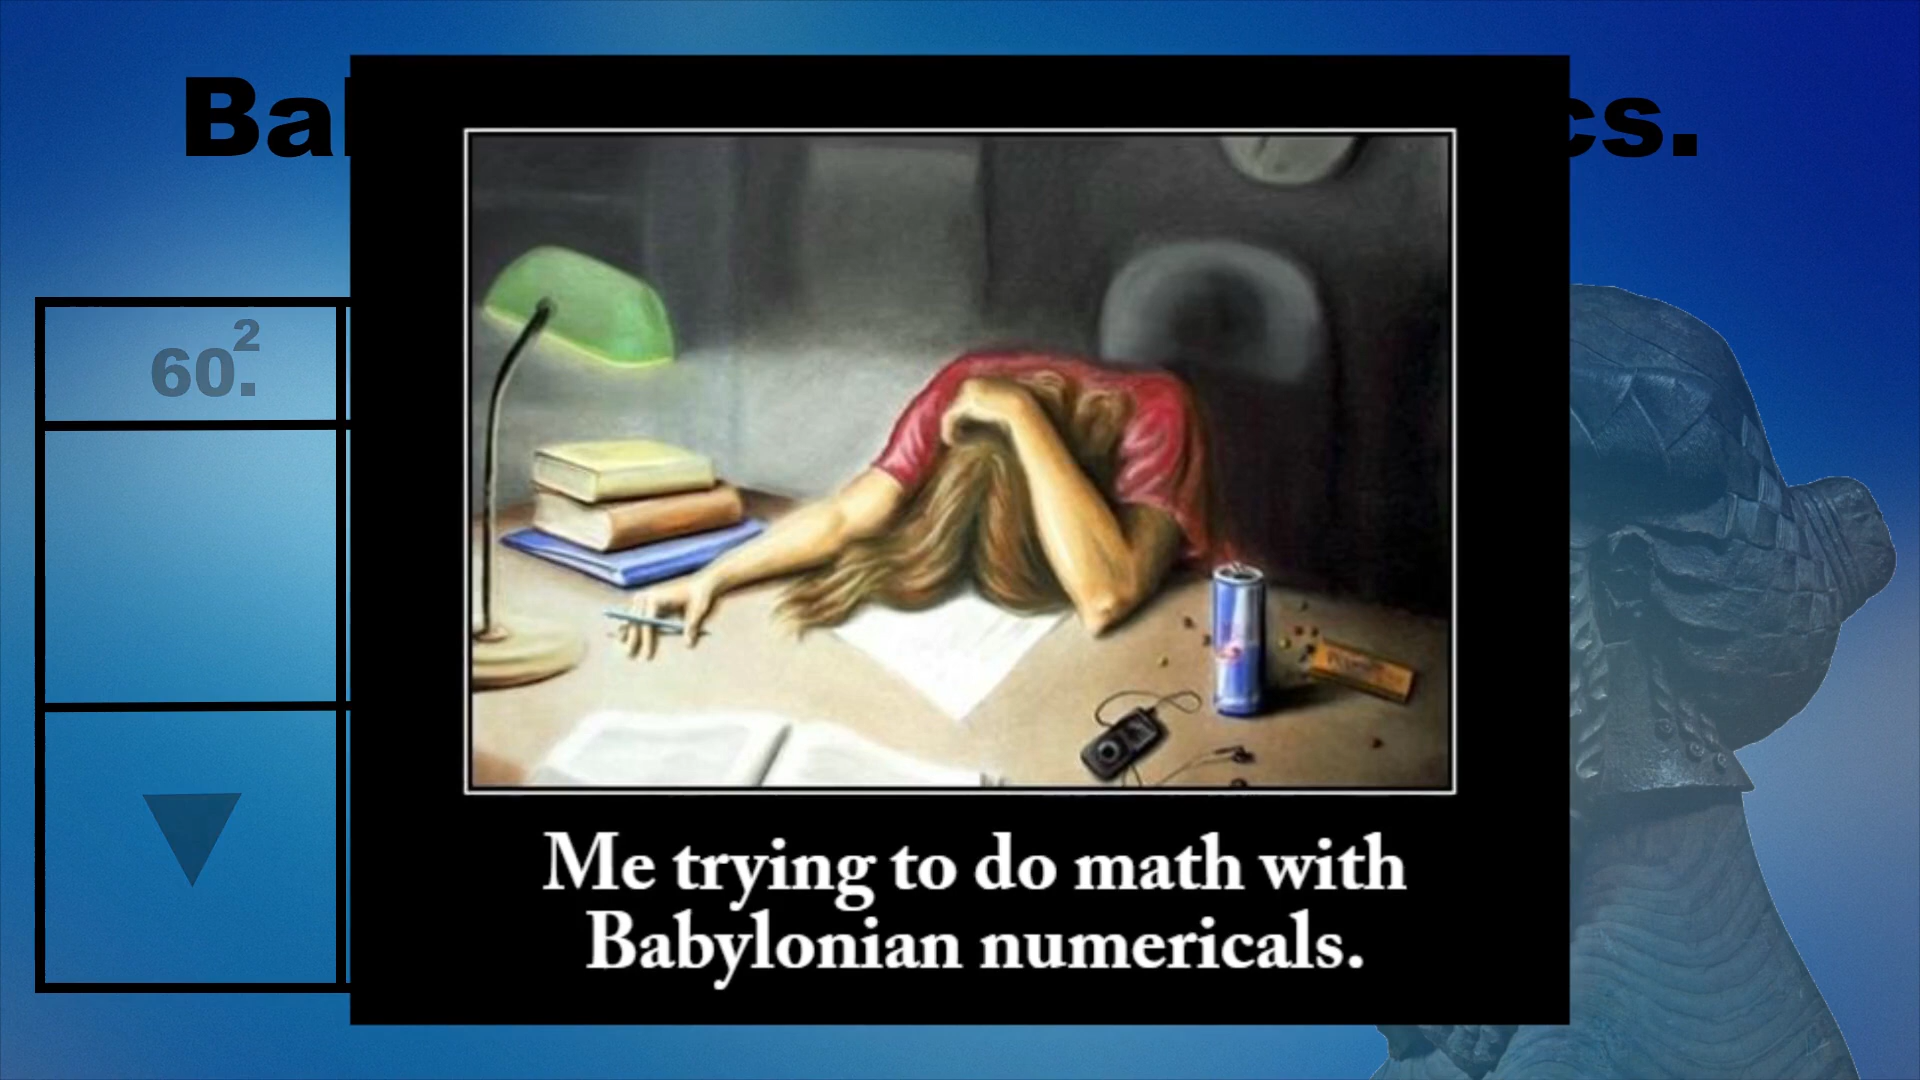 Ba cs.
60.²
Me trying to do math with
Babylonian numericals.